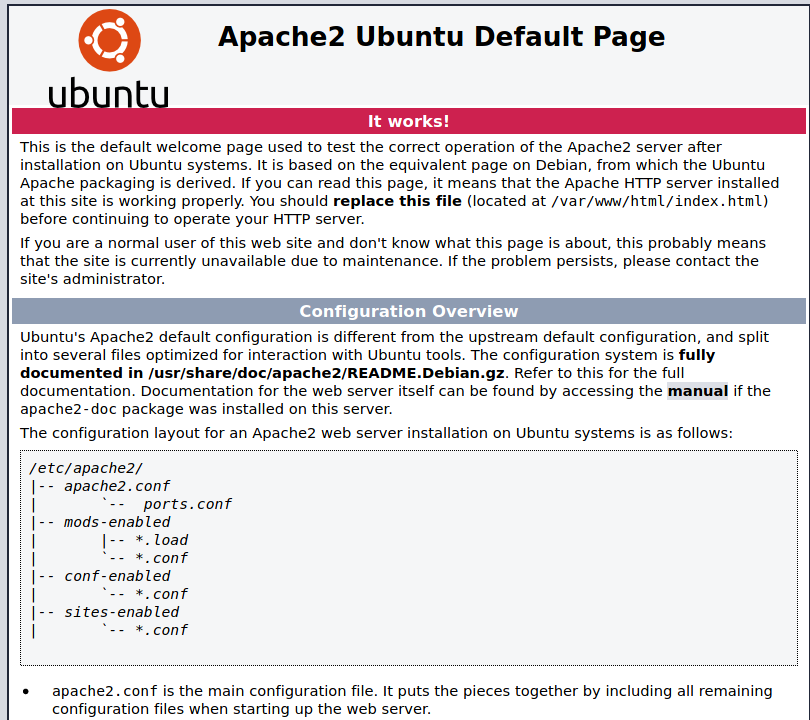 Apache2 Ubuntu Default Page
ubuntu
It works!
This is the default welcome page used to test the correct operation of the Apache2 server after
installation on Ubuntu systems. It is based on the equivalent page on Debian, from which the Ubuntu
Apache packaging is derived. If you can read this page, it means that the Apache HTTP server installed
at this site is working properly. You should replace this file (located at /var/www/html/index.html)
before continuing to operate your HTTP server.
If you are a normal user of this web site and don't know what this page is about, this probably means
that the site is currently unavailable due to maintenance. If the problem persists, please contact the
site's administrator.
Configuration Overview
Ubuntu's Apache2 default configuration is different from the upstream default configuration, and split
into several files optimized for interaction with Ubuntu tools. The configuration system is fully
documented in /usr/share/doc/apache2/README.Debian.gz. Refer to this for the full
documentation. Documentation for the web server itself can be found by accessing the manual if the
apache2-doc package was installed on this server.
The configuration layout for an Apache2 web server installation on Ubuntu systems is as follows:
/etc/apache2/
|-- apache2.conf
|       `--  ports.conf
|-- mods-enabled
|       |-- *.load
|       `-- *.conf
|-- conf-enabled
|       `-- *.conf
|-- sites-enabled
|       `-- *.conf
• apache2.conf is the main configuration file. It puts the pieces together by including all remaining
configuration files when starting up the web server.